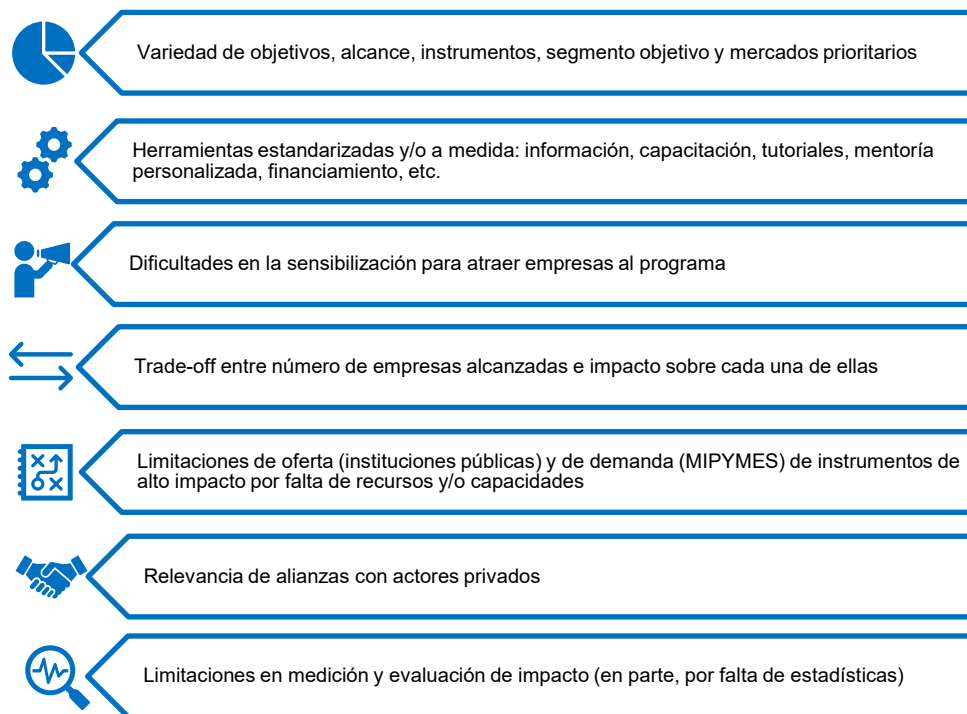 Variedad de objetivos, alcance, instrumentos, segmento objetivo y mercados prioritarios
Herramientas estandarizadas y/o a medida: información, capacitación, tutoriales, mentoría
personalizada, financiamiento, etc.
Dificultades en la sensibilización para atraer empresas al programa
Trade-off entre número de empresas alcanzadas e impacto sobre cada una de ellas
Limitaciones de oferta (instituciones públicas) y de demanda (MIPYMES) de instrumentos de
alto impacto por falta de recursos y/o capacidades
Relevancia de alianzas con actores privados
Limitaciones en medición y evaluación de impacto (en parte, por falta de estadísticas)